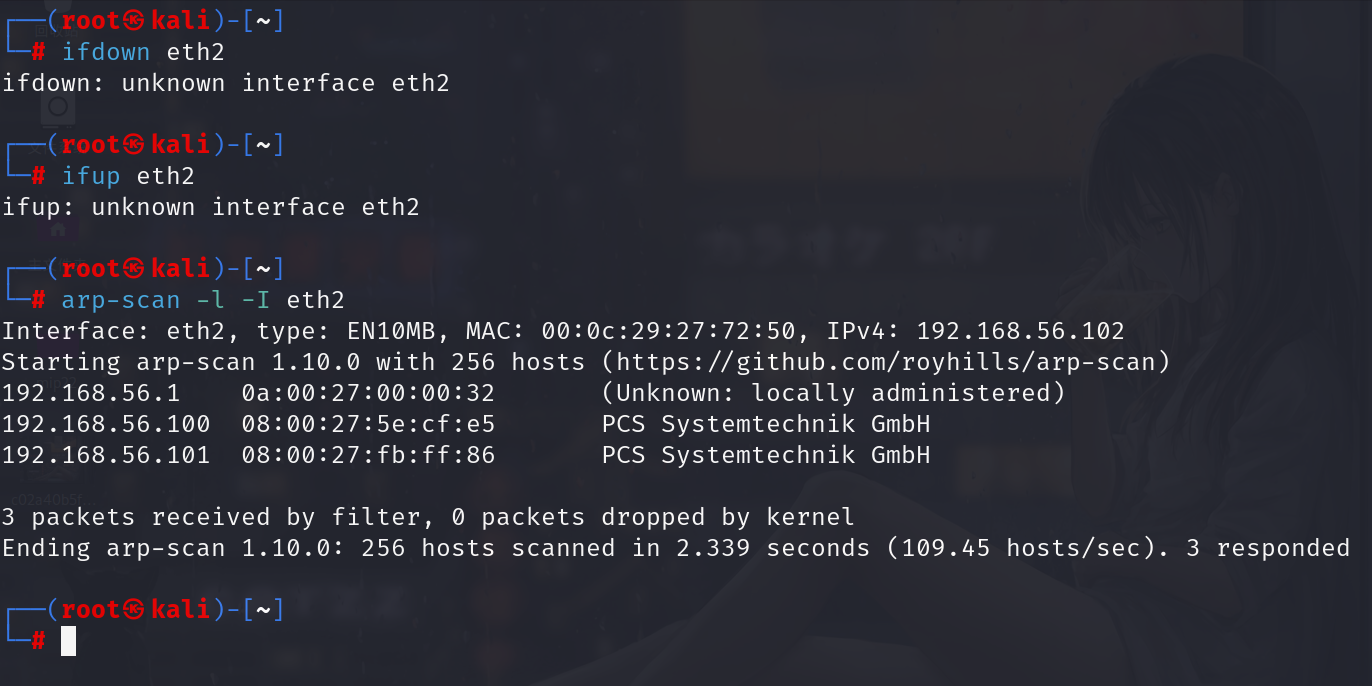 ┌──(root㉿kali)-[~]
└─# ifdown eth2
ifdown: unknown interface eth2
┌──(root㉿kali)-[~]
└─# ifup eth2
ifup: unknown interface eth2
┌──(root㉿kali)-[~]
└─# arp-scan -l -I eth2
Interface: eth2, type: EN10MB, MAC: 00:0c:29:27:72:50, IPv4: 192.168.56.102
Starting arp-scan 1.10.0 with 256 hosts (https://github.com/royhills/arp-scan)
192.168.56.1    0a:00:27:00:00:32       (Unknown: locally administered)
192.168.56.100  08:00:27:5e:cf:e5       PCS Systemtechnik GmbH
192.168.56.101  08:00:27:fb:ff:86       PCS Systemtechnik GmbH
3 packets received by filter, 0 packets dropped by kernel
Ending arp-scan 1.10.0: 256 hosts scanned in 2.339 seconds (109.45 hosts/sec). 3 responded
┌──(root㉿kali)-[~]
└─#